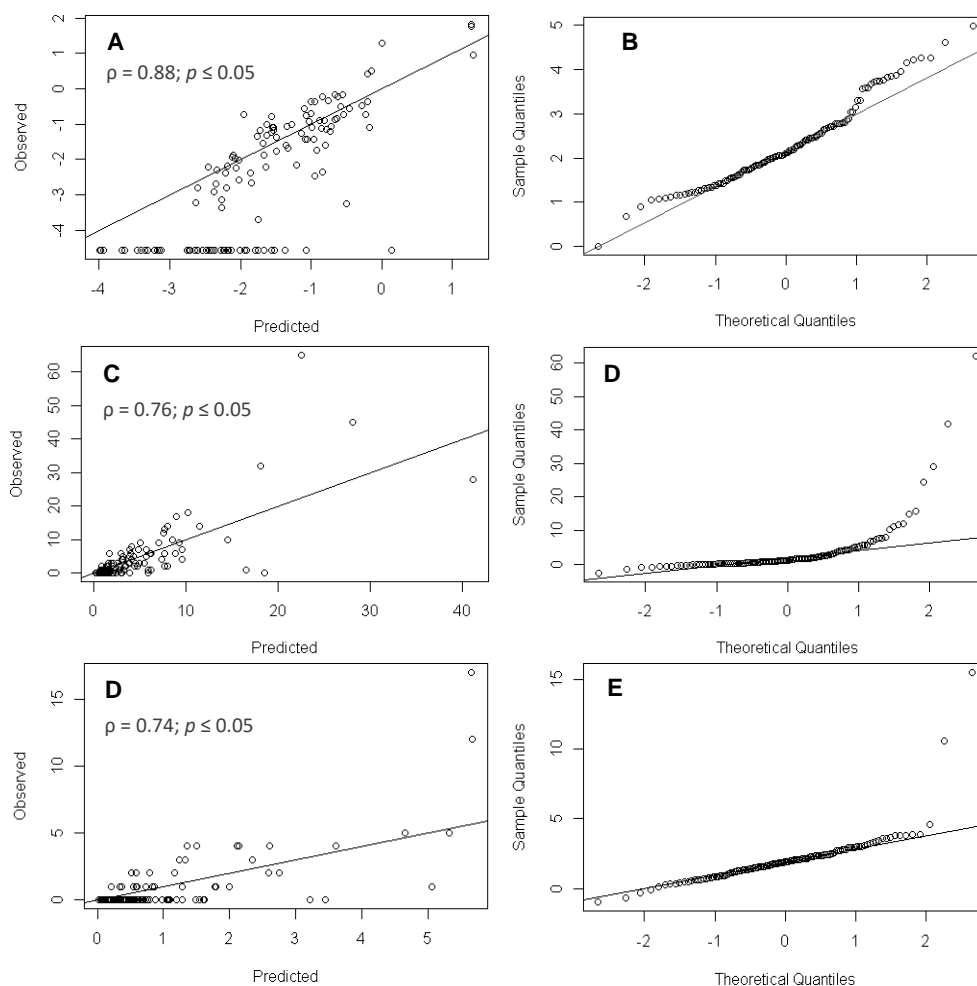 A
ρ = 0.88; p ≤ 0.05
Observed
2
1
0
-1
-2
-3
-4
-4 -3 -2 -1 0 1
Predicted
B
Sample Quantiles
5
4
3
2
1
0
-2 -1 0 1 2
Theoretical Quantiles
C
ρ = 0.76; p ≤ 0.05
Observed
60
50
40
30
20
10
0
0 10 20 30 40
Predicted
D
Sample Quantiles
60
50
40
30
20
10
0
-2 -1 0 1 2
Theoretical Quantiles
D
ρ = 0.74; p ≤ 0.05
Observed
15
10
5
0
0 1 2 3 4 5
Predicted
E
Sample Quantiles
15
10
5
0
-2 -1 0 1 2
Theoretical Quantiles